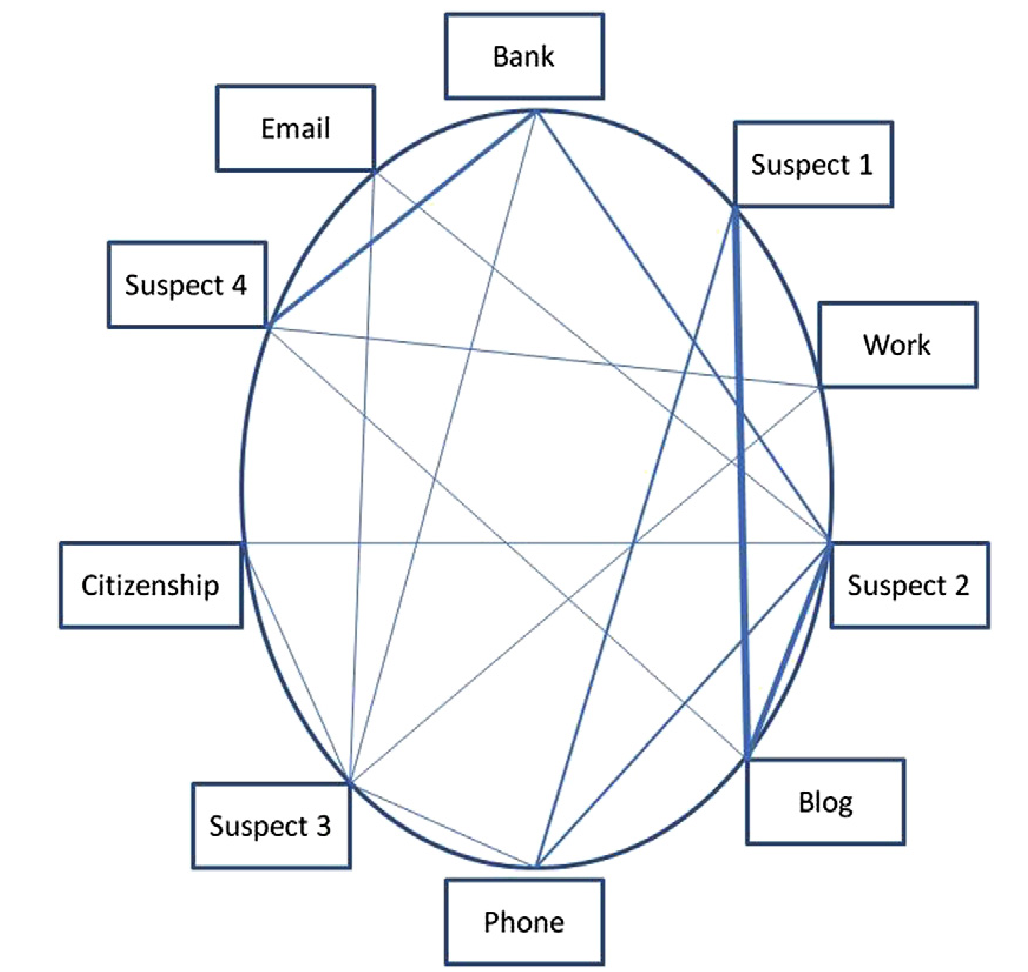 Bank
Email
Suspect 1
Suspect 4
Work
Citizenship
Suspect 2
Suspect 3
Blog
Phone